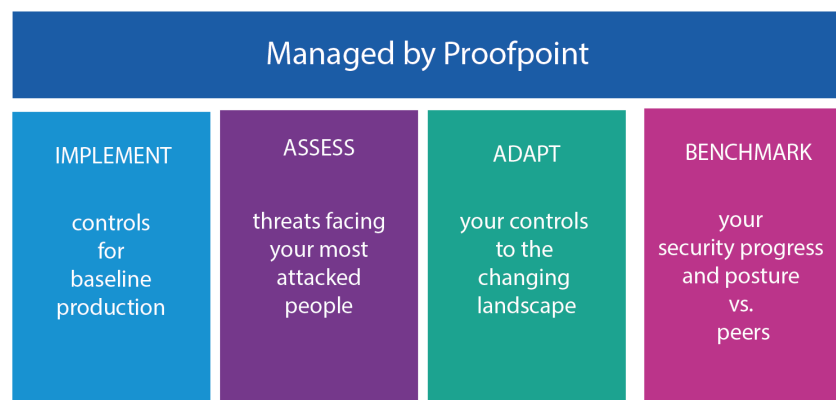 Managed by Proofpoint
IMPLEMENT
controls
for
baseline
production
ASSESS
threats facing
your most
attacked
people
ADAPT
your controls
to the
changing
landscape
BENCHMARK
your
security progress
and posture
vs.
peers